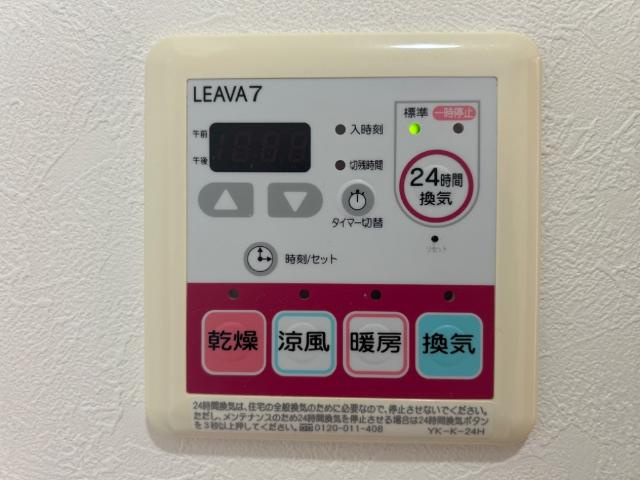 LEAVA7
標準 一時停止
午前
入時刻
午後
切残時間
24時間
換気
タイマー切替
リセット
時刻/セット
乾燥 涼風 暖房 換気
24時間換気は、住宅の全般換気のために必要なので、停止させないでください。
ただし、メンテナンスのため24時間換気を停止させる場合は24時間換気ボタン
を3秒以上押してください。 0120-011-408 YK-K-24H